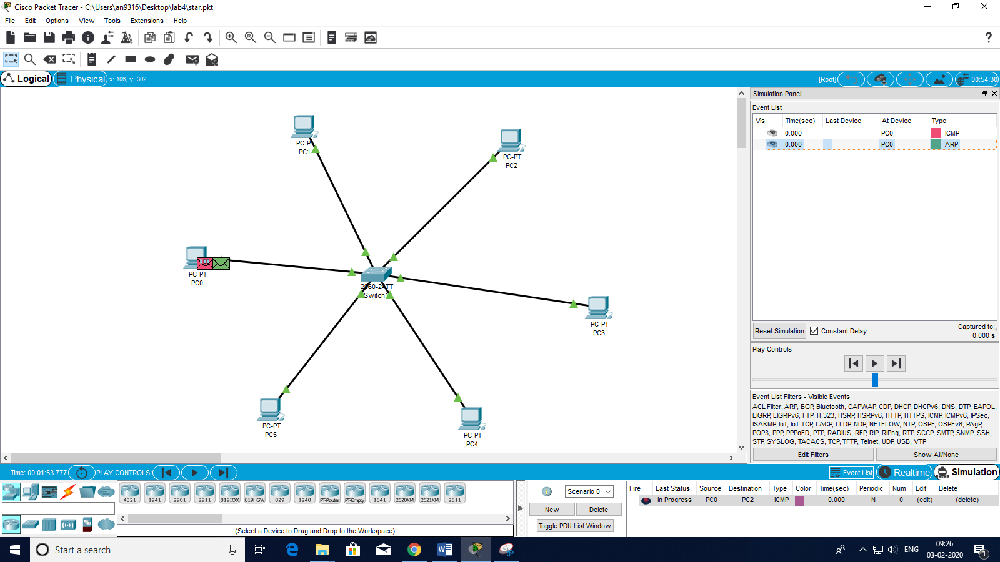 Cisco Packet Tracer - C:\Users\an9316\Desktop\lab4\star.pkt
File Edit Options View Tools Extensions Help
Logical Physical x: 106, y: 302 [Root] 00:54:30
Simulation Panel
Event List
Vis. Time(sec) Last Device At Device Type
0.000 -- PC0 ICMP
0.000 -- PC0 ARP
PC-PT
PC1
PC-PT
PC2
PC-PT
PC0
2960-24TT
Switch1
PC-PT
PC3
PC-PT
PC5
PC-PT
PC4
Reset Simulation Constant Delay Captured to:
0.000 s
Play Controls
Event List Filters - Visible Events
ACL Filter, ARP, BGP, Bluetooth, CAPWAP, CDP, DHCP, DHCPv6, DNS, DTP, EAPOL,
EIGRP, EIGRPv6, FTP, H.323, HSRP, HSRPv6, HTTP, HTTPS, ICMP, ICMPv6, IPSec,
ISAKMP, IoT, IoT TCP, LACP, LLDP, NDP, NETFLOW, NTP, OSPF, OSPFv6, PAgP,
POP3, PPP, PPPoED, PTP, RADIUS, REP, RIP, RIPng, RTP, SCCP, SMTP, SNMP, SSH,
STP, SYSLOG, TACACS, TCP, TFTP, Telnet, UDP, USB, VTP
Edit Filters Show All/None
Time: 00:01:53.777 PLAY CONTROLS: Event List Realtime Simulation
4321 1941 2901 2911 819IOX 819HGW 829 1240 PT-Router PT-Empty 1841 2620XM 2621XM 2811
(Select a Device to Drag and Drop to the Workspace)
Scenario 0
New Delete
Toggle PDU List Window
Fire Last Status Source Destination Type Color Time(sec) Periodic Num Edit Delete
In Progress PC0 PC2 ICMP 0.000 N 0 (edit) (delete)
Start a search
ENG
09:26
03-02-2020
1